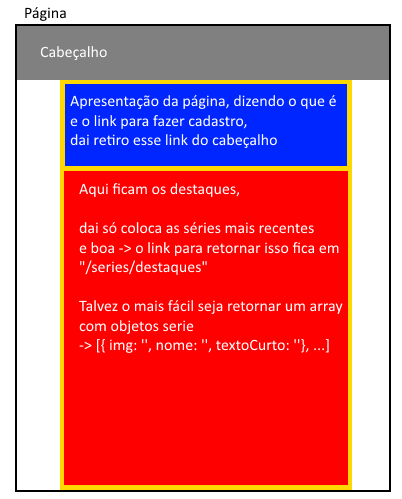 Página
Cabeçalho
Apresentação da página, dizendo o que é
e o link para fazer cadastro,
dai retiro esse link do cabeçalho
Aqui ficam os destaques,
dai só coloca as séries mais recentes
e boa -> o link para retornar isso fica em
"/series/destaques"
Talvez o mais fácil seja retornar um array
com objetos serie
-> [{ img: '', nome: '', textoCurto: ''}, ...]